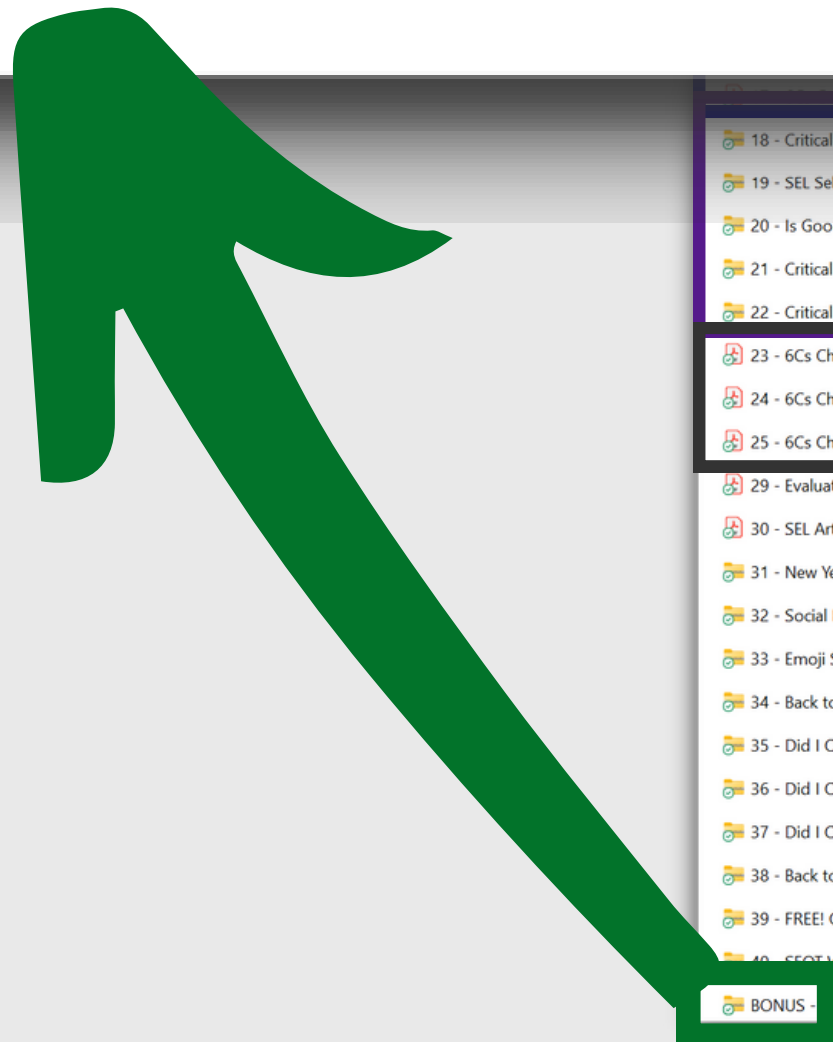 18 - Critical
19 - SEL Se
20 - Is Goo
21 - Critical
22 - Critical
23 - 6Cs Ch
24 - 6Cs Ch
25 - 6Cs Ch
29 - Evaluat
30 - SEL Art
31 - New Ye
32 - Social
33 - Emoji S
34 - Back to
35 - Did I C
36 - Did I C
37 - Did I C
38 - Back to
39 - FREE!
BONUS -